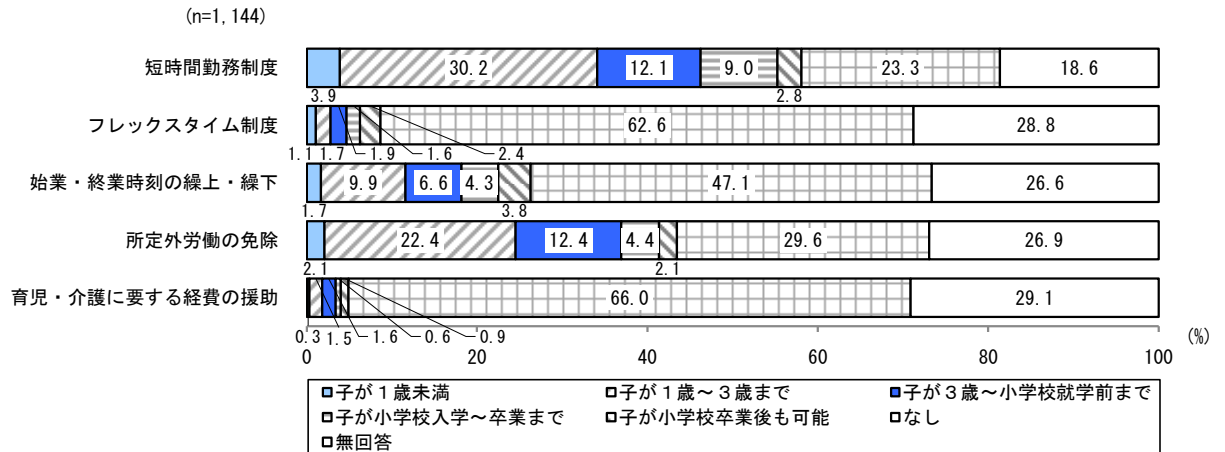 (n=1,144)
短時間勤務制度 30.2 12.1 9.0 23.3 18.6
3.9 2.8
フレックスタイム制度 62.6 28.8
1.1 1.7 1.9 1.6 2.4
始業・終業時刻の繰上・繰下 9.9 6.6 4.3 47.1 26.6
1.7 3.8
所定外労働の免除 22.4 12.4 4.4 29.6 26.9
2.1 2.1
育児・介護に要する経費の援助 66.0 29.1
0.3 1.5 1.6 0.6 0.9
(%)
0 20 40 60 80 100
子が1歳未満 子が1歳～3歳まで 子が3歳～小学校就学前まで
子が小学校入学～卒業まで 子が小学校卒業後も可能 なし
無回答